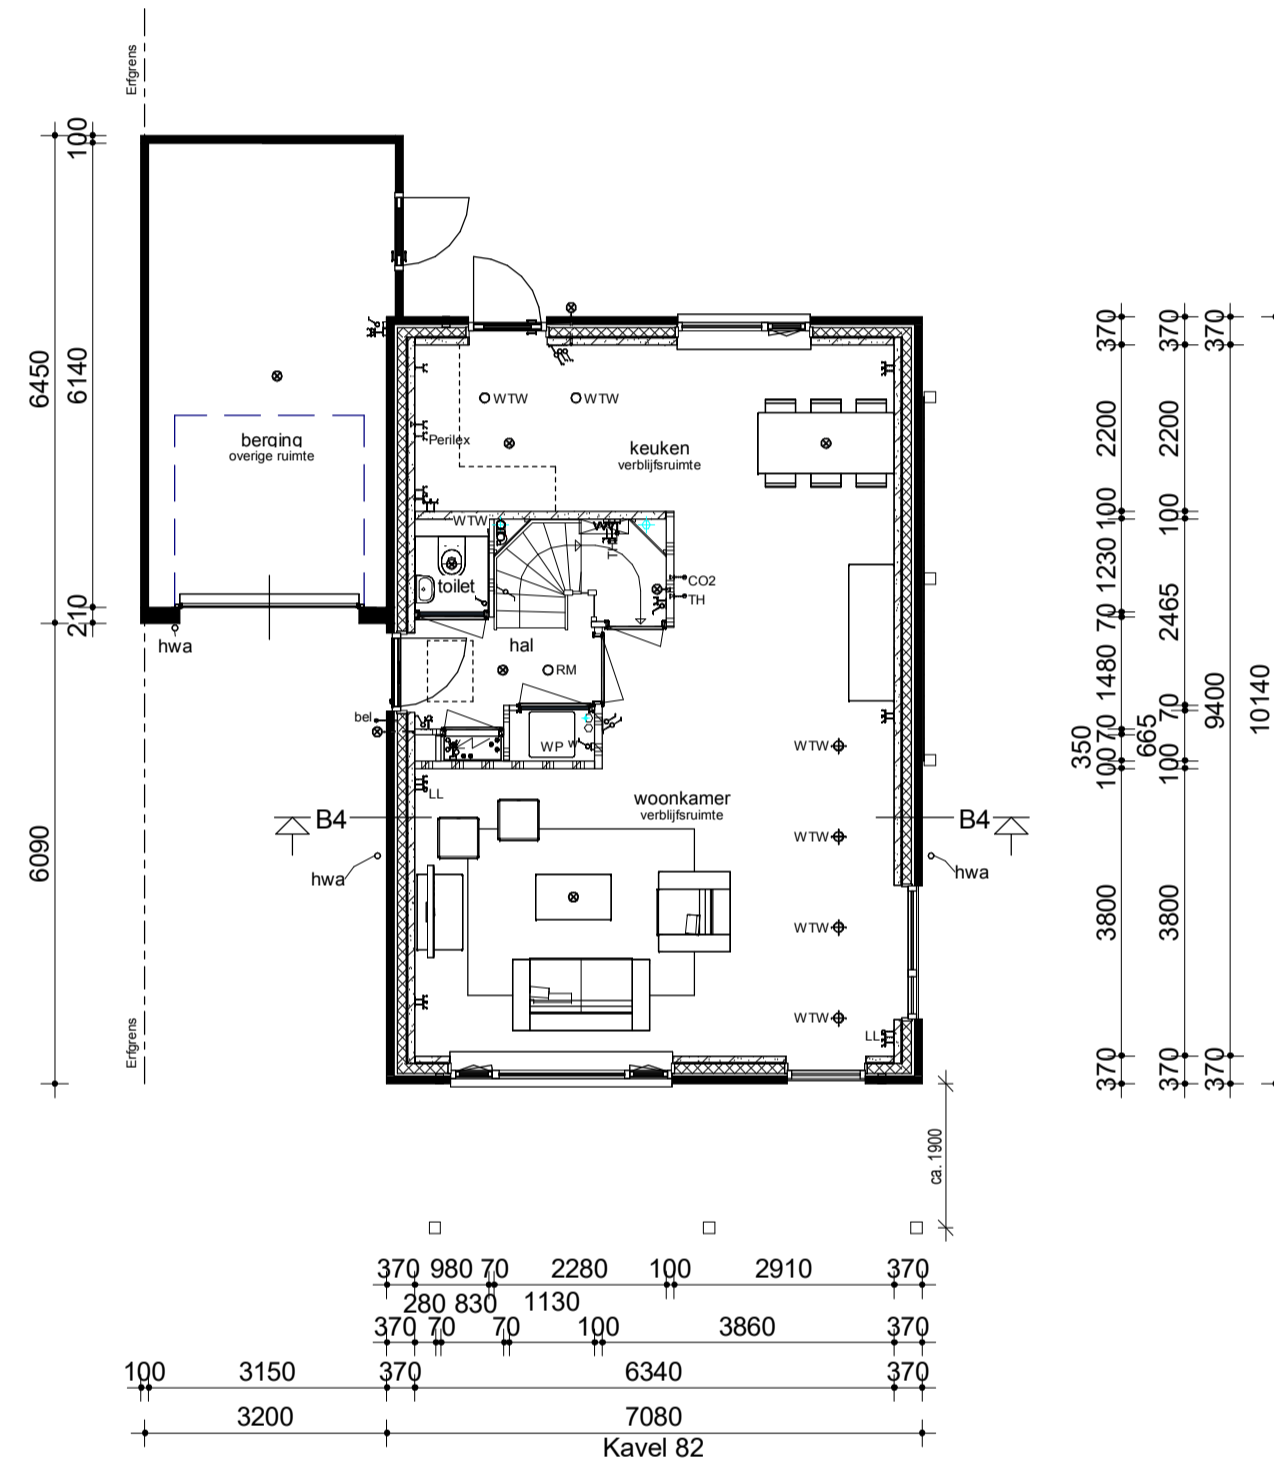 Erfgrens
100
6140
6450
210
6090
berging
overige ruimte
hwa
WTW
WTW
Perilex
keuken
verblijfsruimte
WTW
toilet
TH
CO2
TH
hal
RM
bel
WP
LL
woonkamer
verblijfsruimte
WTW
WTW
WTW
WTW
B4
B4
hwa
hwa
LL
Erfgrens
ca. 1900
370
2200
100
1230
70
1480
70
100
350
3800
370
370
2200
100
2465
70
665
100
3800
370
370
9400
370
10140
370 980 70 2280 100 2910 370
280 830 1130
370 70 70 100 3860 370
100 3150 370 6340 370
3200 7080
Kavel 82